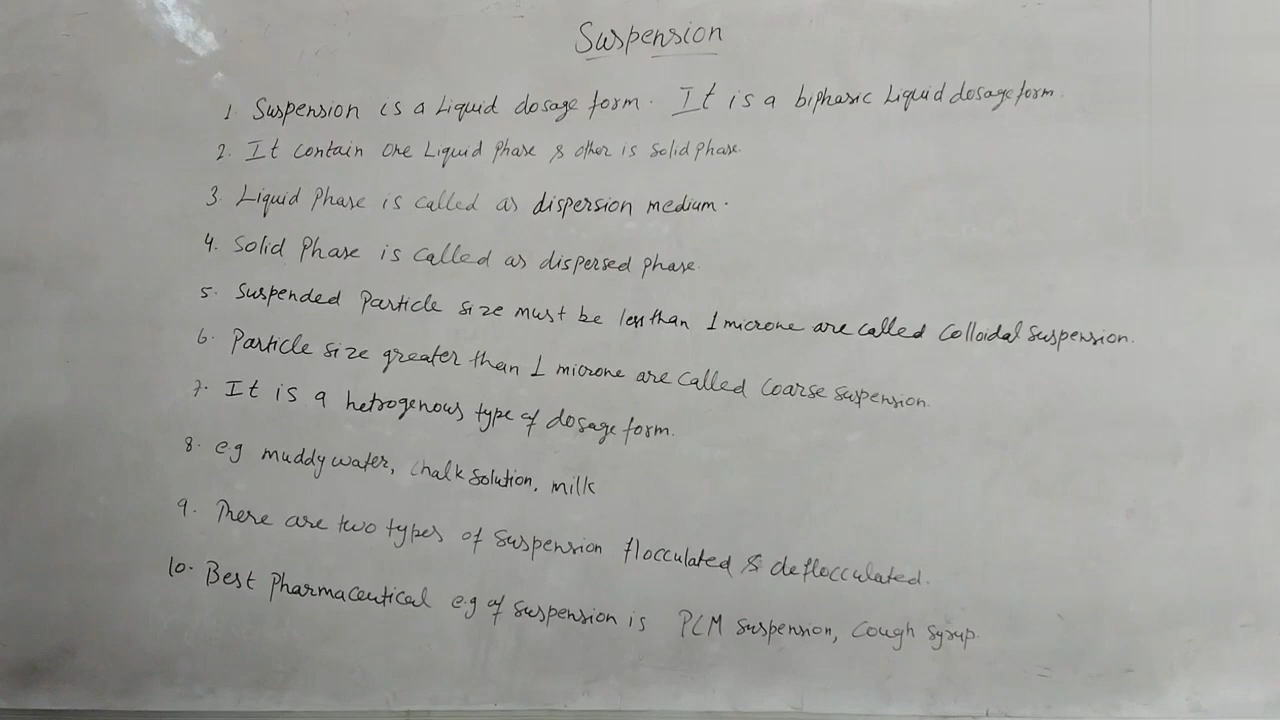 Suspension
1. Suspension is a Liquid dosage form. It is a biphasic Liquid dosage form.
2. It contain one Liquid Phase & other is solid phase.
3. Liquid Phase is called as dispersion medium.
4. Solid Phase is called as dispersed phase.
5. Suspended Particle size must be less than 1 microne are called Colloidal suspension.
6. Particle size greater than 1 microne are called Coarse suspension.
7. It is a hetrogenous type of dosage form.
8. e.g muddy water, Chalk solution, milk
9. There are two types of suspension flocculated & deflocculated.
10. Best Pharmaceutical e.g of suspension is PCM suspension, Cough syrup.